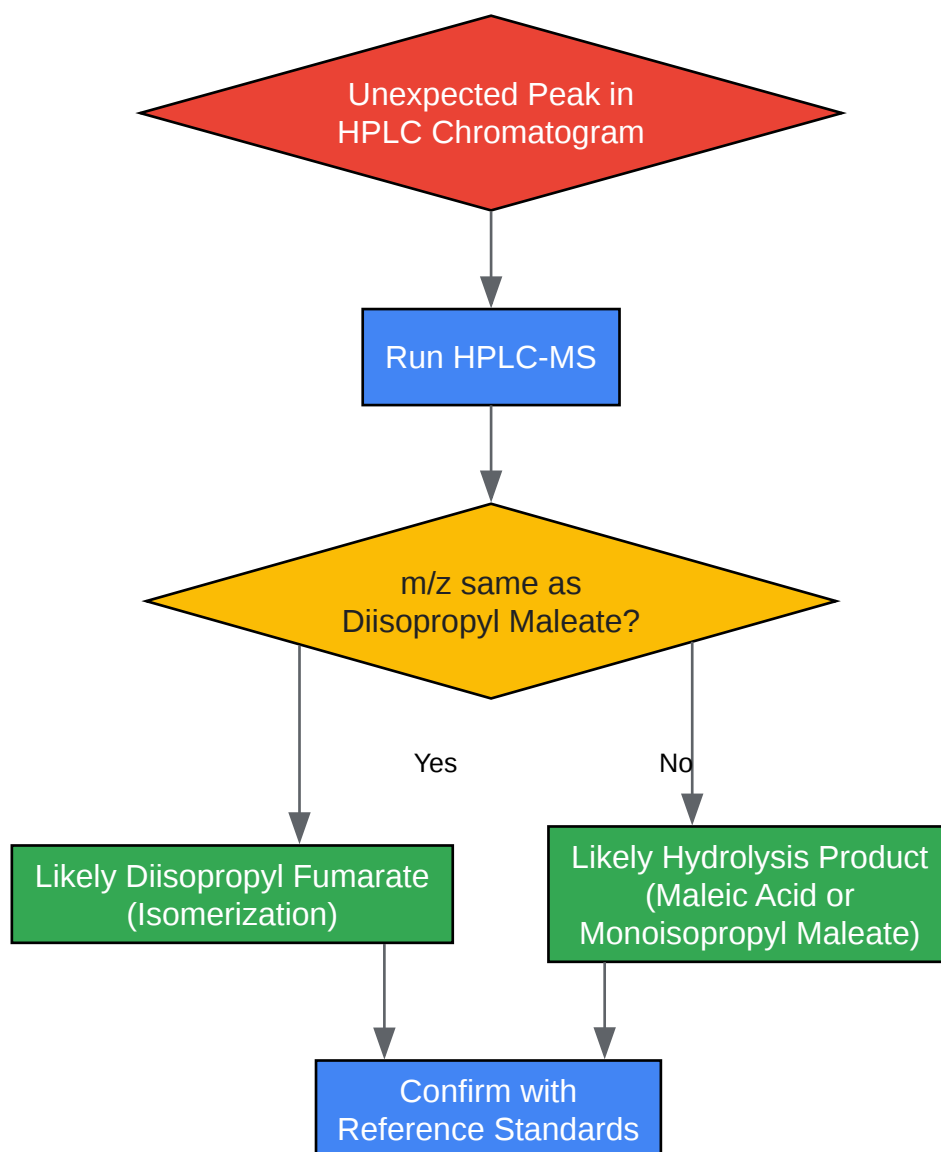 Unexpected Peak in
HPLC Chromatogram
Run HPLC-MS
m/z same as
Diisopropyl Maleate?
Yes
No
Likely Diisopropyl Fumarate
(Isomerization)
Likely Hydrolysis Product
(Maleic Acid or
Monoisopropyl Maleate)
Confirm with
Reference Standards